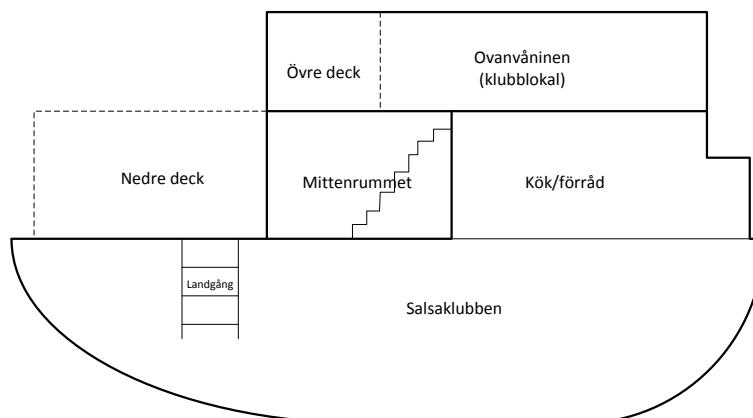 Övre deck
Ovanvåninen
(klubblokal)
Nedre deck
Mittenrummet
Kök/förråd
Landgång
Salsaklubben